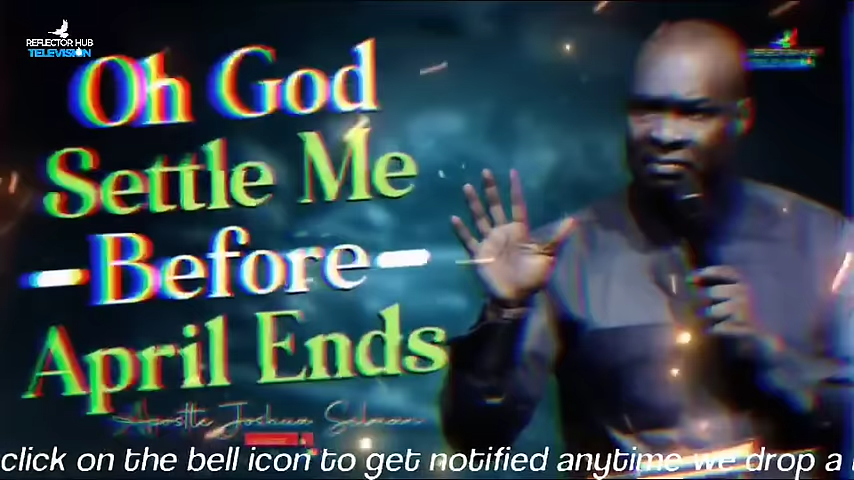 REFLECTOR HUB
TELEVISION
Oh God
Settle Me
Before
April Ends
Apostle Joshua Selman
click on the bell icon to get notified anytime we drop a